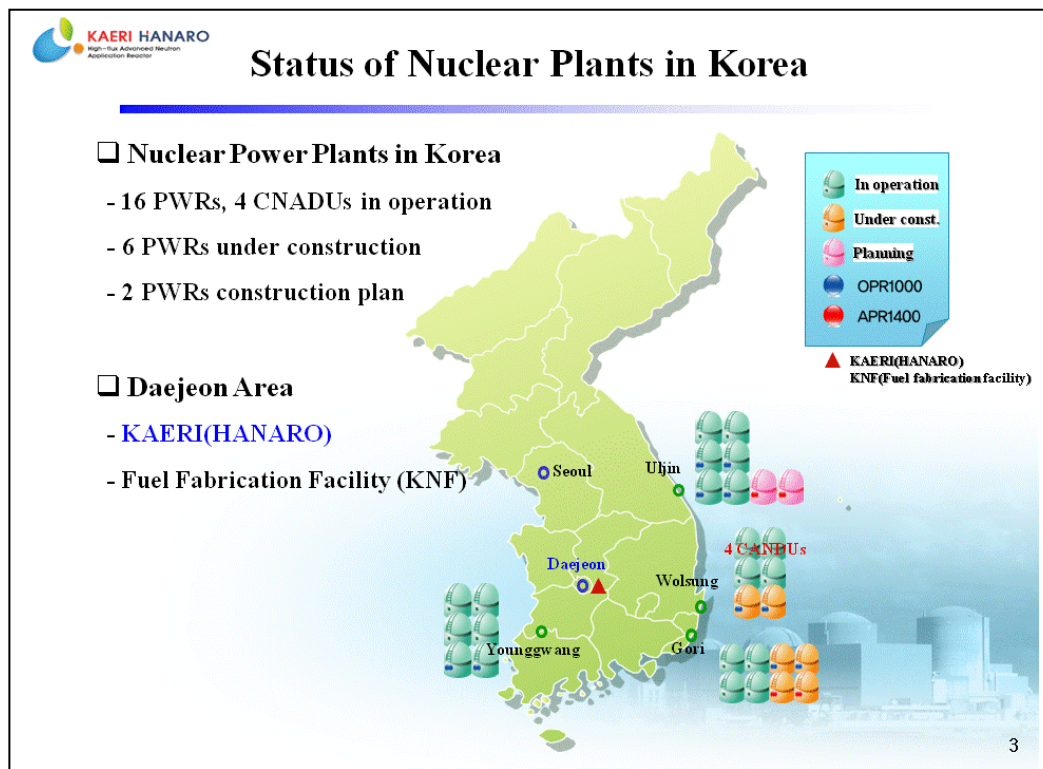 KAERI HANARO
High-flux Advanced Neutron
Application Reactor
Status of Nuclear Plants in Korea
❑ Nuclear Power Plants in Korea
- 16 PWRs, 4 CNADUs in operation
- 6 PWRs under construction
- 2 PWRs construction plan
❑ Daejeon Area
- KAERI(HANARO)
- Fuel Fabrication Facility (KNF)
In operation
Under const.
Planning
OPR1000
APR1400
KAERI(HANARO)
KNF(Fuel fabrication facility)
Seoul
Uljin
4 CANDUs
Daejeon
Wolsung
Younggwang
Gori
3